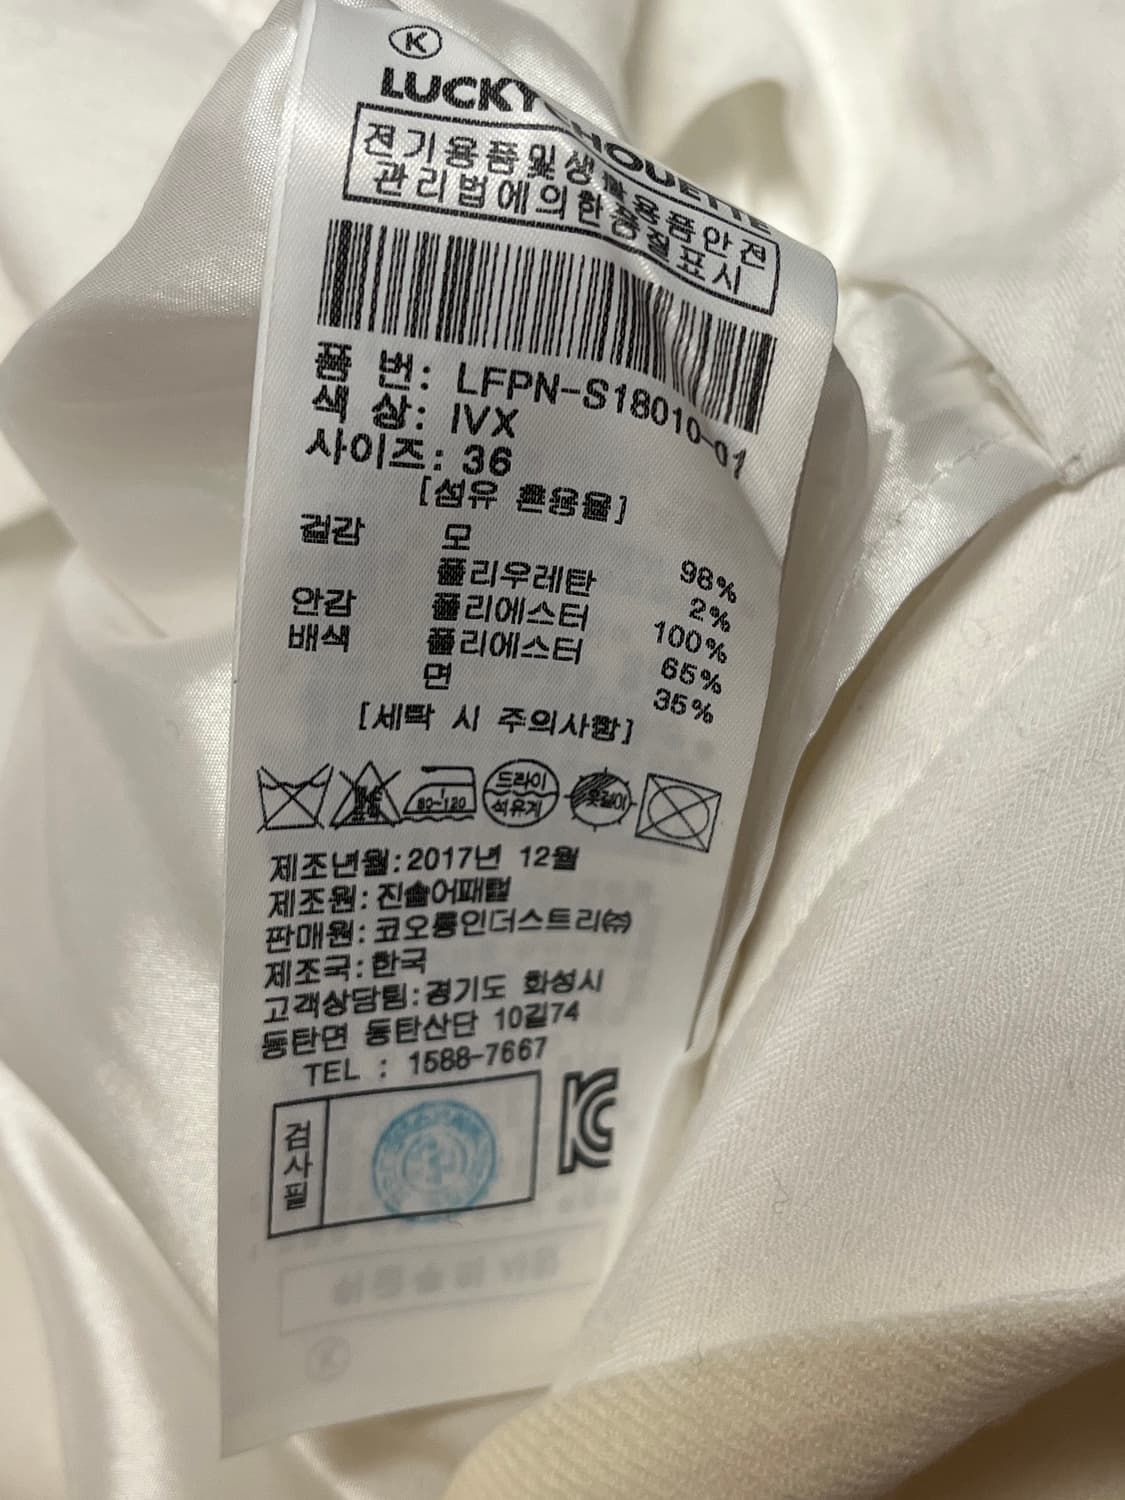 K
LUCKY CHOUETTE
전기용품및생활용품안전
관리법에의한품질표시
품 번: LFPN-S18010-01
색 상: IVX
사이즈: 36
[섬유 혼용율]
겉감 모 98%
폴리우레탄 2%
안감 폴리에스터 100%
배색 폴리에스터 65%
면 35%
[세탁 시 주의사항]
80-120 드라이 석유계 옷걸이
제조년월:2017년 12월
제조원:진솔어패럴
판매원:코오롱인더스트리㈜
제조국:한국
고객상담팀:경기도 화성시
동탄면 동탄산단 10길74
TEL : 1588-7667
검사필
KC